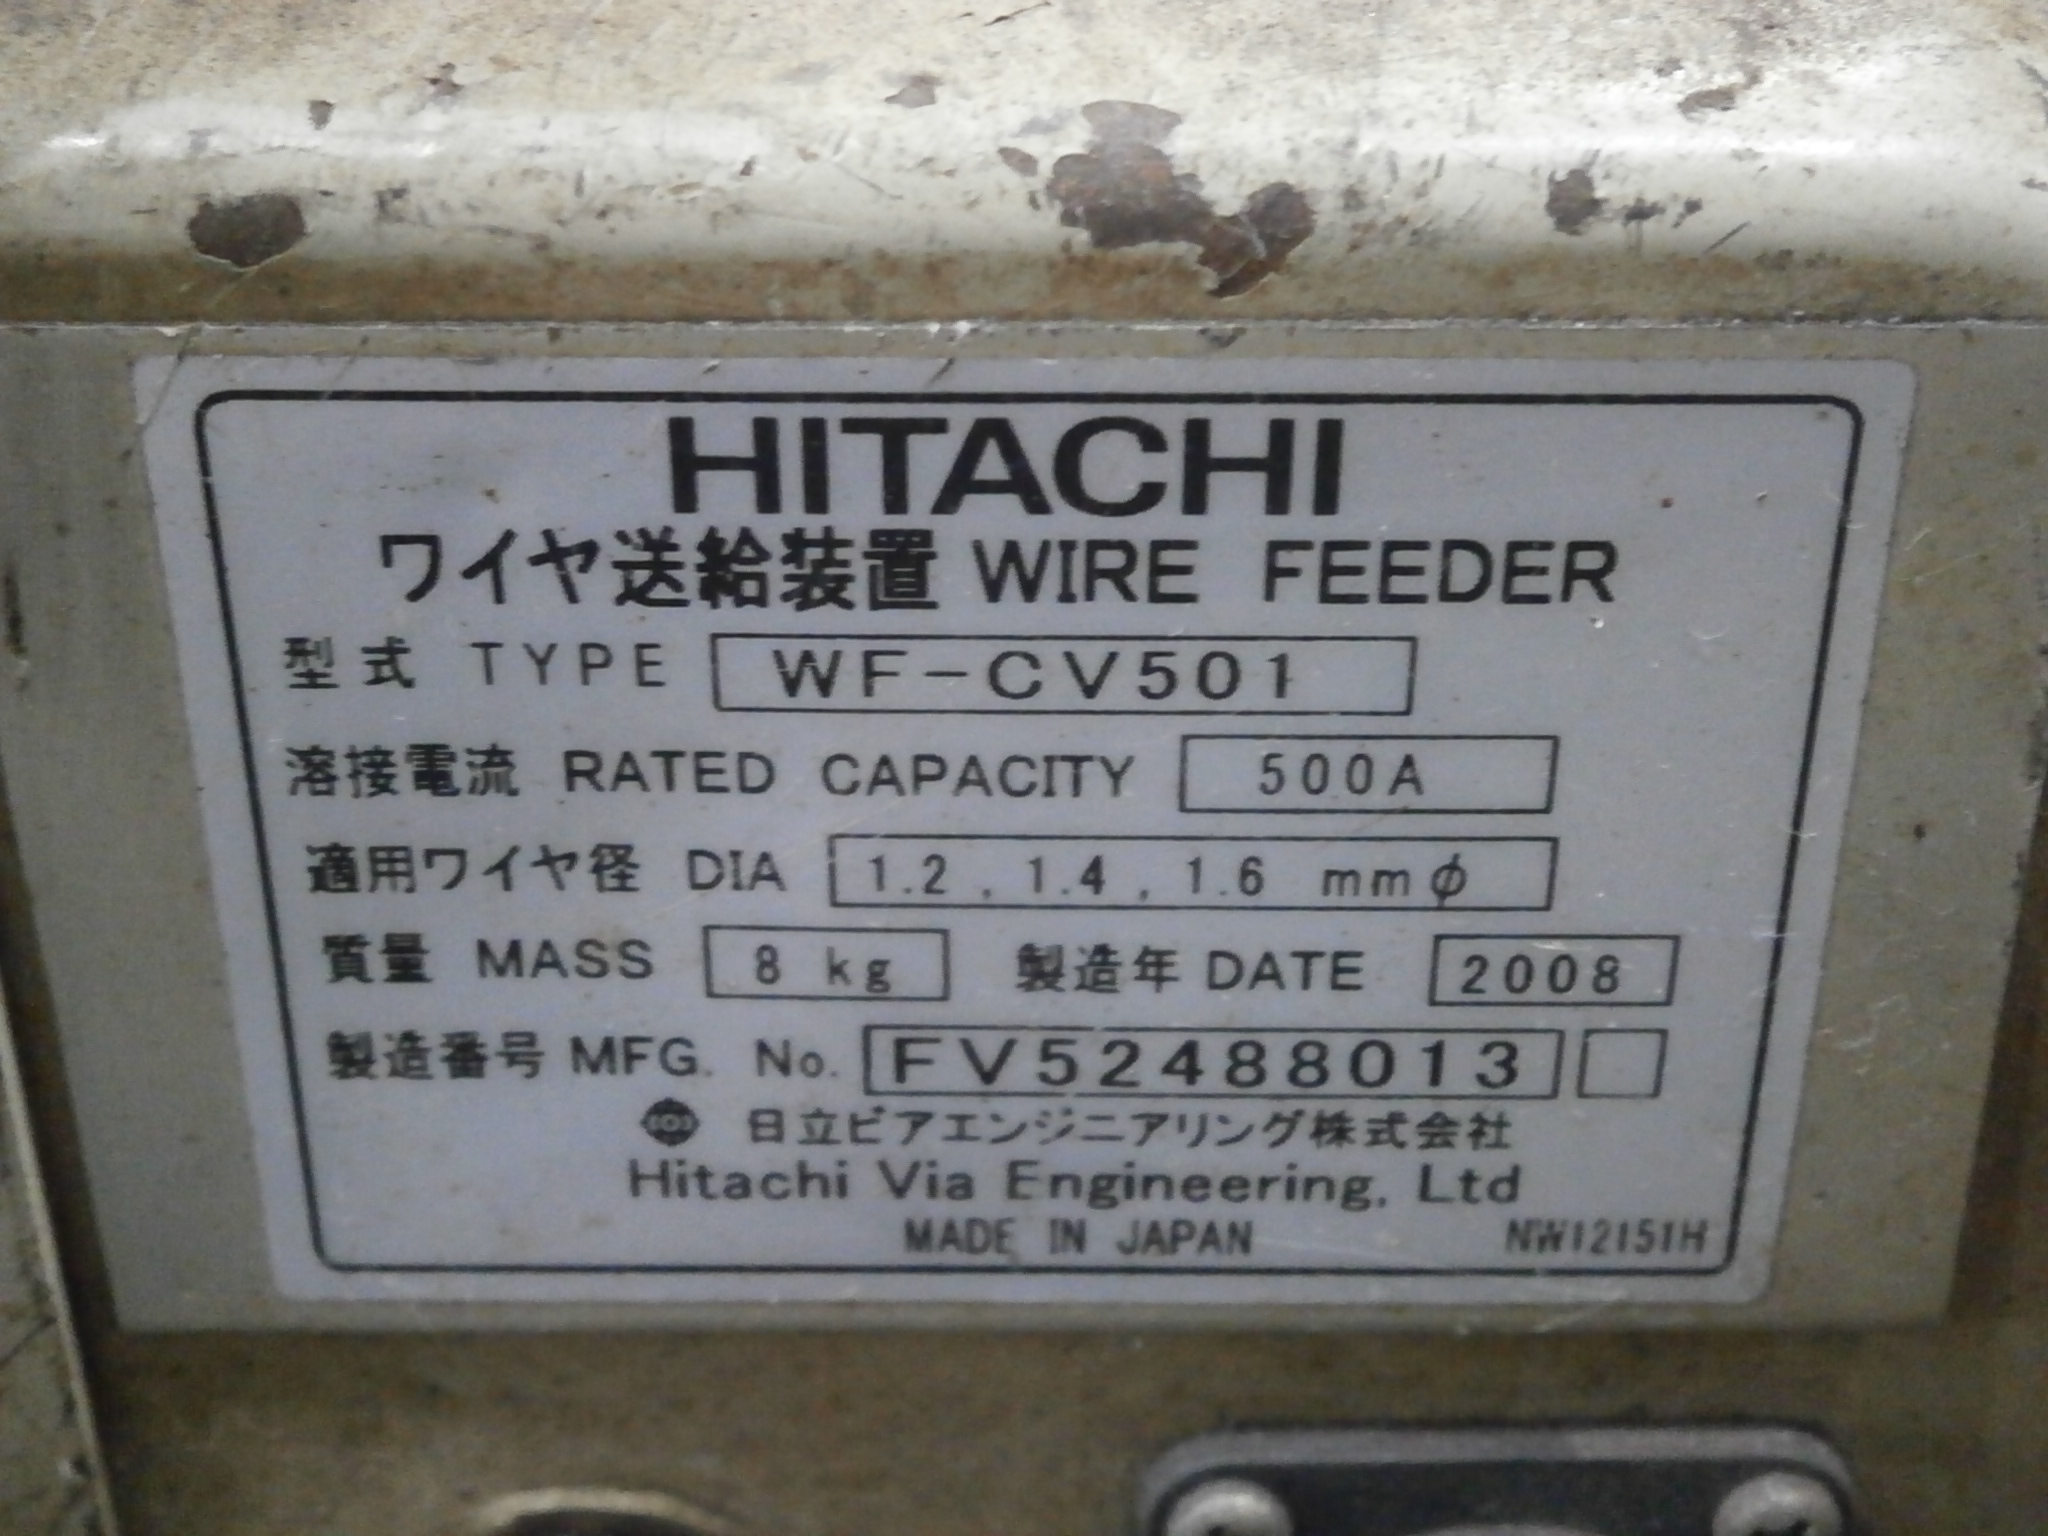 HITACHI
ワイヤ送給装置 WIRE FEEDER
型式 TYPE WF-CV501
溶接電流 RATED CAPACITY 500A
適用ワイヤ径 DIA 1.2 , 1.4 , 1.6 mmφ
質量 MASS 8 kg 製造年 DATE 2008
製造番号 MFG. No. FV52488013
日立ビアエンジニアリング株式会社
Hitachi Via Engineering, Ltd
MADE IN JAPAN NW12151H